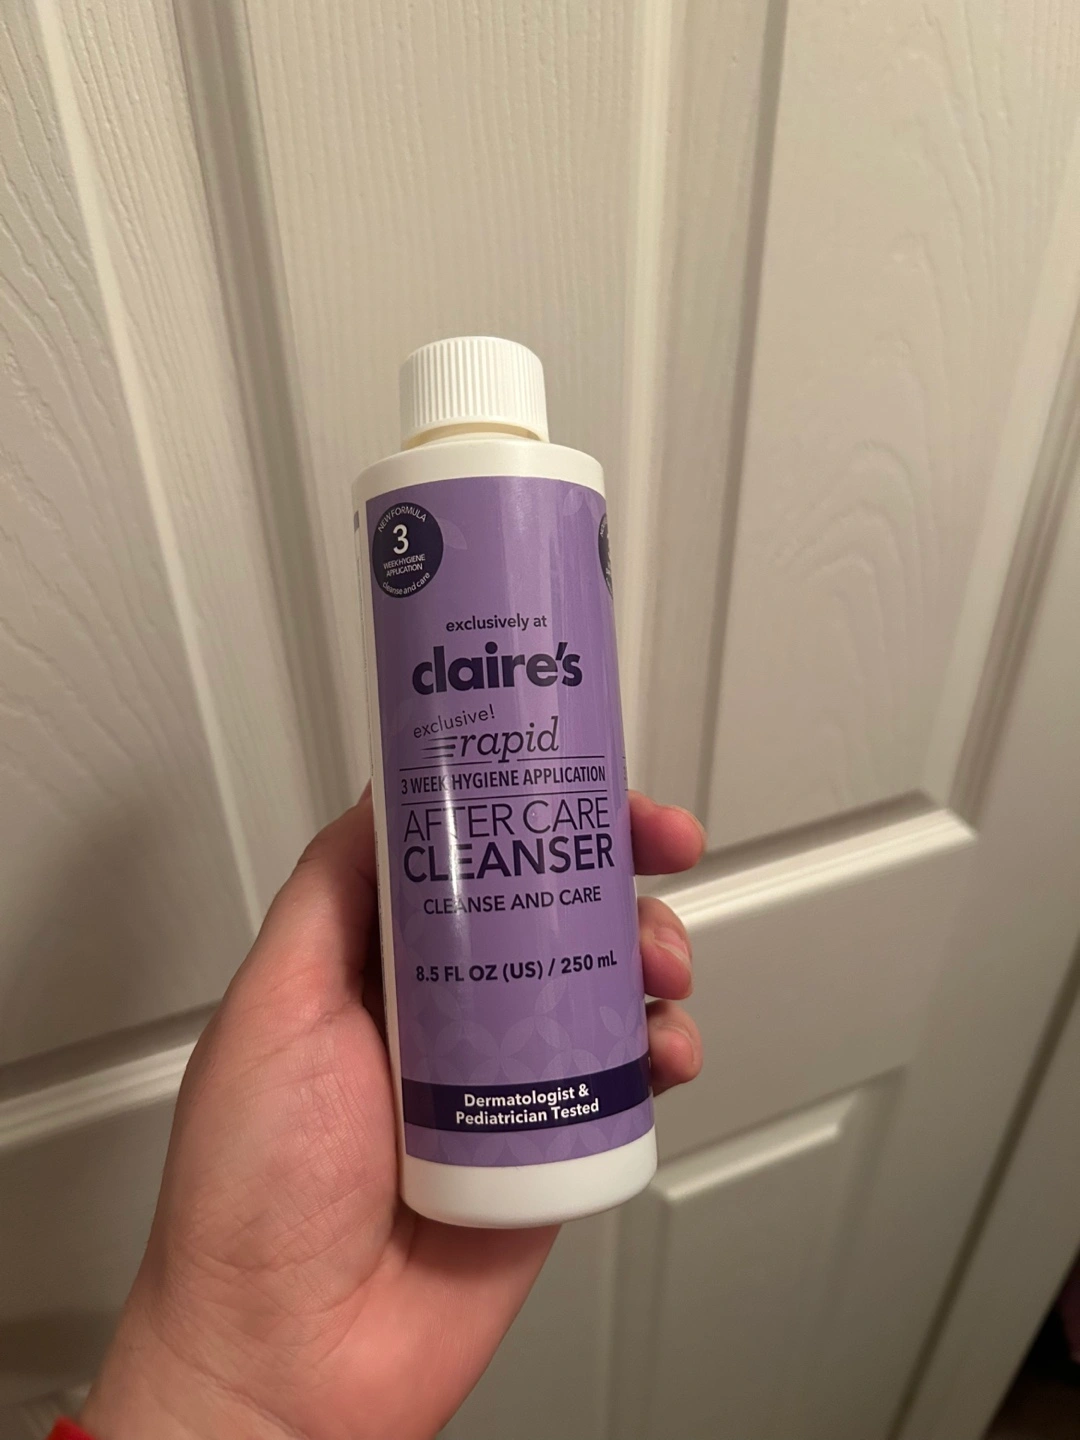 NEW FORMULA
3
WEEK HYGIENE
APPLICATION
cleanse and care
exclusively at
claire's
exclusive!
rapid
3 WEEK HYGIENE APPLICATION
AFTER CARE
CLEANSER
CLEANSE AND CARE
8.5 FL OZ (US) / 250 mL
Dermatologist &
Pediatrician Tested